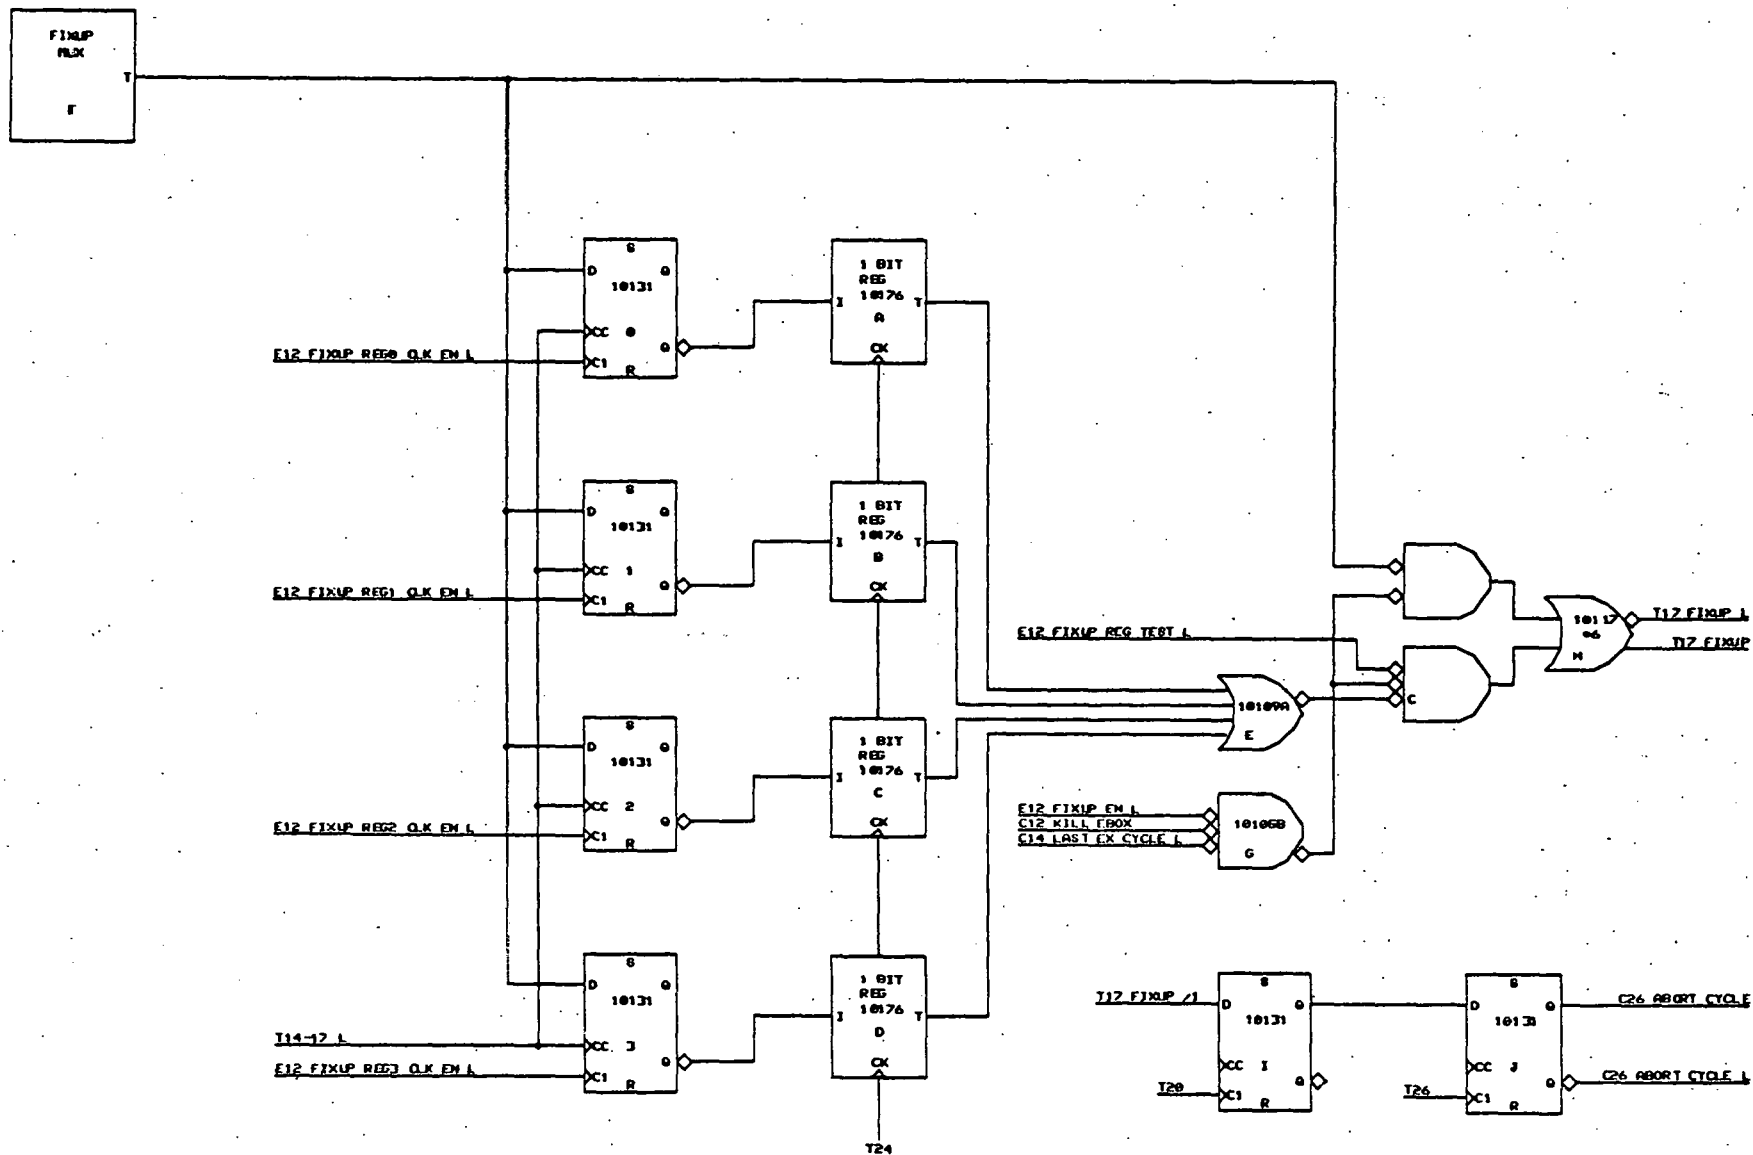 FIXUP
MUX
T
F
S
D Q
10131
CC 0
Q
E12 FIXUP REG0 CLK EN L
C1
R
1 BIT
REG
10176
I T
A
CK
S
D Q
10131
CC 1
Q
E12 FIXUP REG1 CLK EN L
C1
R
1 BIT
REG
10176
I T
B
CK
S
D Q
10131
CC 2
Q
E12 FIXUP REG2 CLK EN L
C1
R
1 BIT
REG
10176
I T
C
CK
S
D Q
10131
T14-17 L
CC 3
Q
E12 FIXUP REG3 CLK EN L
C1
R
1 BIT
REG
10176
I T
D
CK
T24
E12 FIXUP REG TEST L
10109A
E
C
10117
*6
H
T17 FIXUP L
T17 FIXUP
E12 FIXUP EN L
C12 KILL EBOX
C14 LAST EX CYCLE L
10106B
G
T17 FIXUP /1
S
D Q
10131
CC I
Q
T20
C1
R
S
D Q
10131
CC J
Q
T26
C1
R
C26 ABORT CYCLE
C26 ABORT CYCLE L